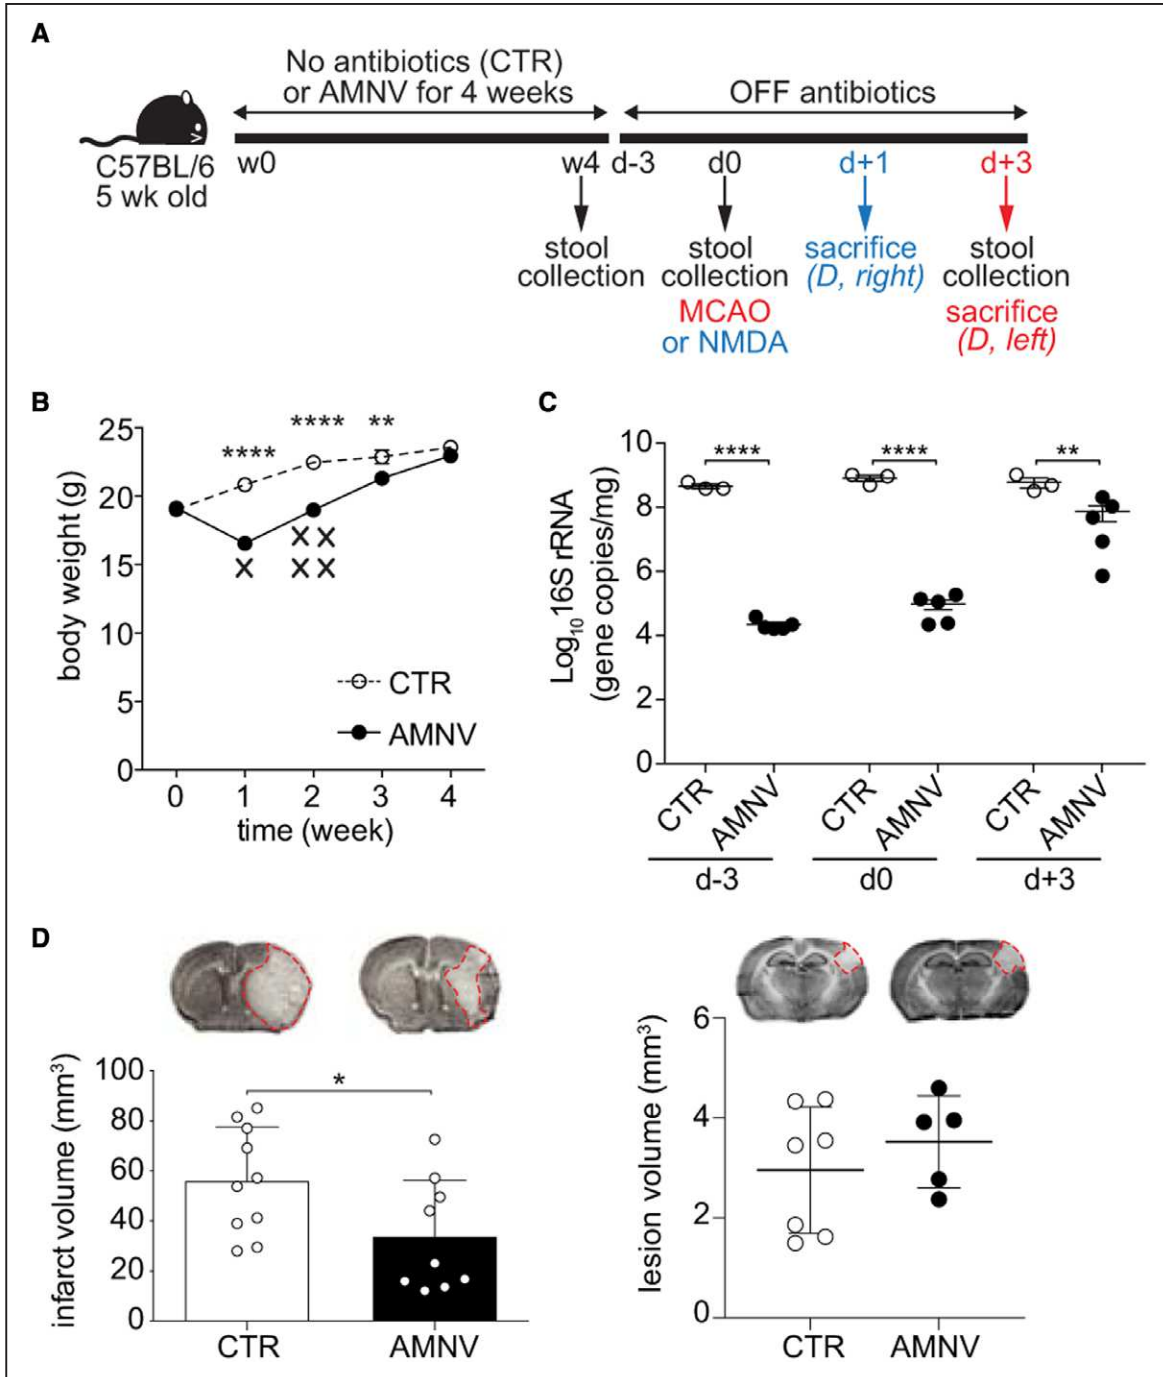 A
No antibiotics (CTR)
or AMNV for 4 weeks
OFF antibiotics
C57BL/6
5 wk old
w0
w4
d-3
d0
d+1
d+3
stool
collection
stool
collection
MCAO
or NMDA
sacrifice
(D, right)
stool
collection
sacrifice
(D, left)
B
body weight (g)
25
20
15
10
5
0
****
****
**
X
XX
XX
CTR
AMNV
0 1 2 3 4
time (week)
C
Log10 16S rRNA
(gene copies/mg)
10
8
6
4
2
0
****
****
**
CTR
AMNV
CTR
AMNV
CTR
AMNV
d-3
d0
d+3
D
infarct volume (mm³)
100
80
60
40
20
0
*
CTR
AMNV
lesion volume (mm³)
6
4
2
0
CTR
AMNV